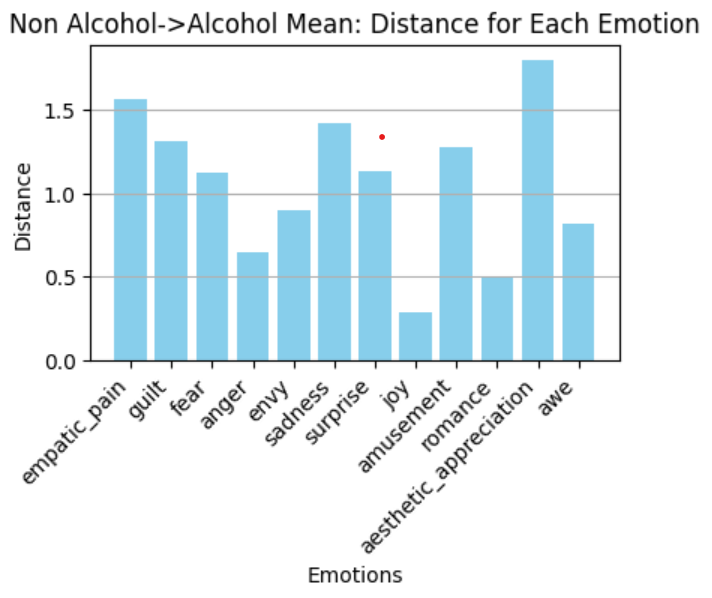 Non Alcohol->Alcohol Mean: Distance for Each Emotion
Distance
1.5
1.0
0.5
0.0
empatic_pain
guilt
fear
anger
envy
sadness
surprise
joy
amusement
romance
aesthetic_appreciation
awe
Emotions